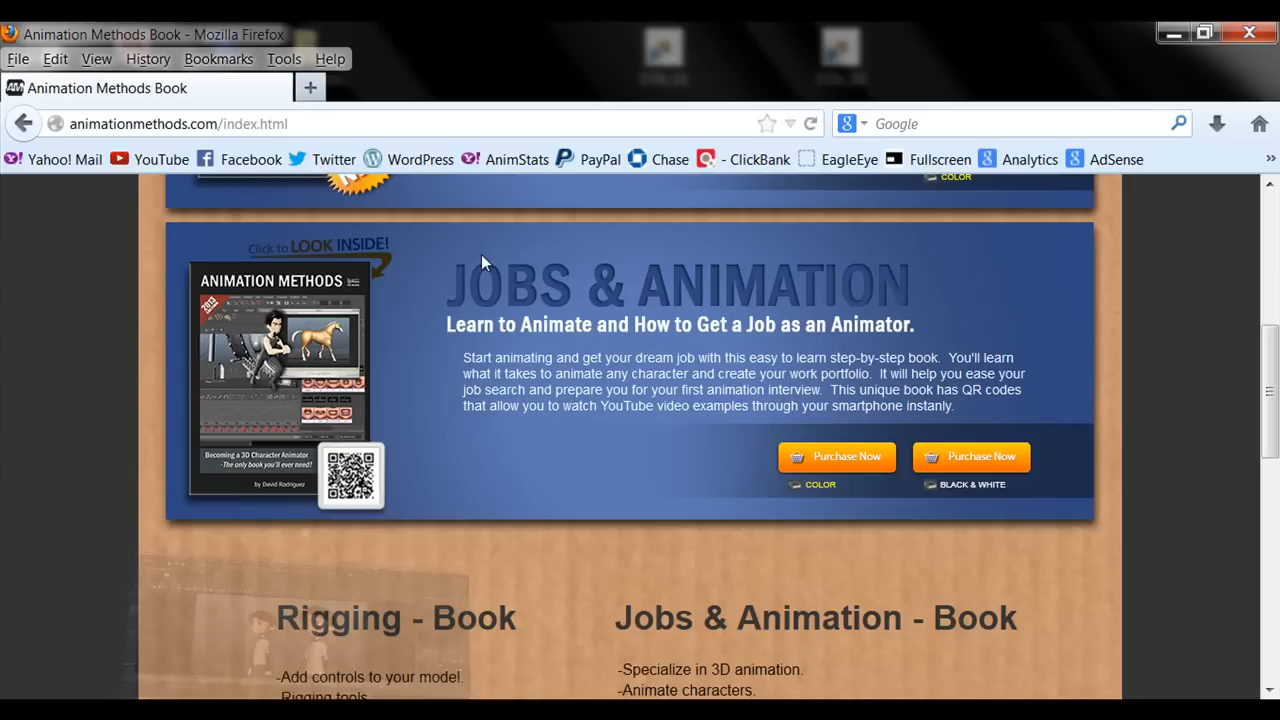 Animation Methods Book - Mozilla Firefox
File Edit View History Bookmarks Tools Help
AM Animation Methods Book +
animationmethods.com/index.html
Google
Yahoo! Mail YouTube Facebook Twitter WordPress AnimStats PayPal Chase - ClickBank EagleEye Fullscreen Analytics AdSense »
COLOR
Click to LOOK INSIDE!
ANIMATION METHODS
2013
Becoming a 3D Character Animator
-The only book you'll ever need!
by David Rodriguez
JOBS & ANIMATION
Learn to Animate and How to Get a Job as an Animator.
Start animating and get your dream job with this easy to learn step-by-step book. You'll learn
what it takes to animate any character and create your work portfolio. It will help you ease your
job search and prepare you for your first animation interview. This unique book has QR codes
that allow you to watch YouTube video examples through your smartphone instanly.
Purchase Now Purchase Now
COLOR BLACK & WHITE
Rigging - Book
-Add controls to your model.
-Rigging tools.
Jobs & Animation - Book
-Specialize in 3D animation.
-Animate characters.